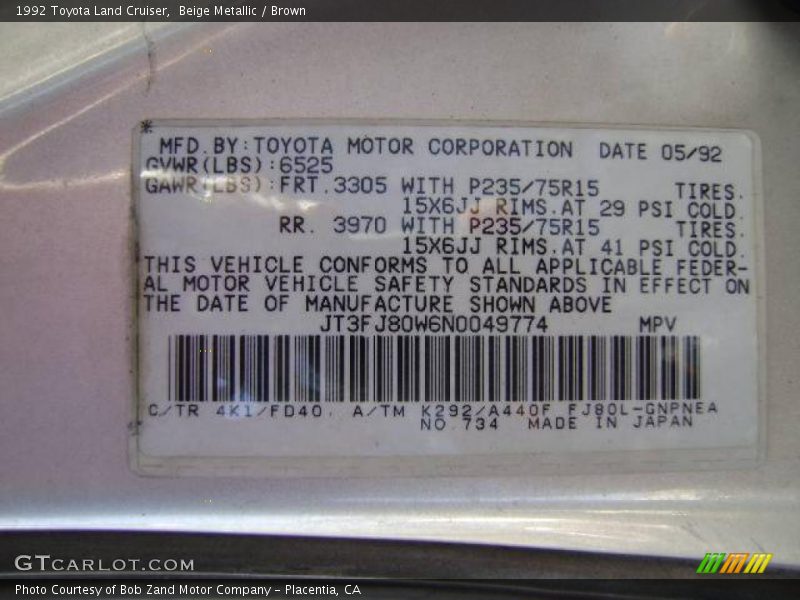 1992 Toyota Land Cruiser,  Beige Metallic / Brown
*
MFD.BY:TOYOTA MOTOR CORPORATION  DATE 05/92
GVWR(LBS):6525
GAWR(LBS):FRT.3305 WITH P235/75R15 TIRES.
15X6JJ RIMS.AT 29 PSI COLD.
RR. 3970 WITH P235/75R15 TIRES.
15X6JJ RIMS.AT 41 PSI COLD.
THIS VEHICLE CONFORMS TO ALL APPLICABLE FEDER-
AL MOTOR VEHICLE SAFETY STANDARDS IN EFFECT ON
THE DATE OF MANUFACTURE SHOWN ABOVE
JT3FJ80W6N0049774 MPV
C/TR 4K1/FD40. A/TM K292/A440F FJ80L-GNPNEA
NO.734 MADE IN JAPAN
GTCARLOT.COM
Photo Courtesy of Bob Zand Motor Company - Placentia, CA